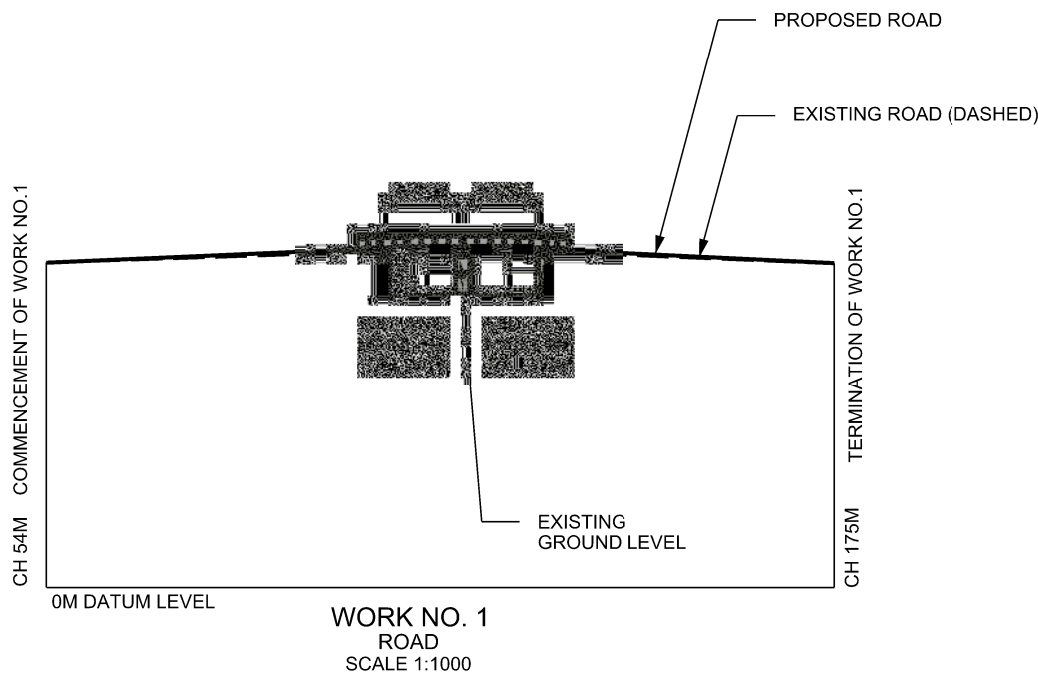 PROPOSED ROAD
EXISTING ROAD (DASHED)
CH 54M COMMENCEMENT OF WORK NO.1
CH 175M TERMINATION OF WORK NO.1
EXISTING
GROUND LEVEL
0M DATUM LEVEL
WORK NO. 1
ROAD
SCALE 1:1000